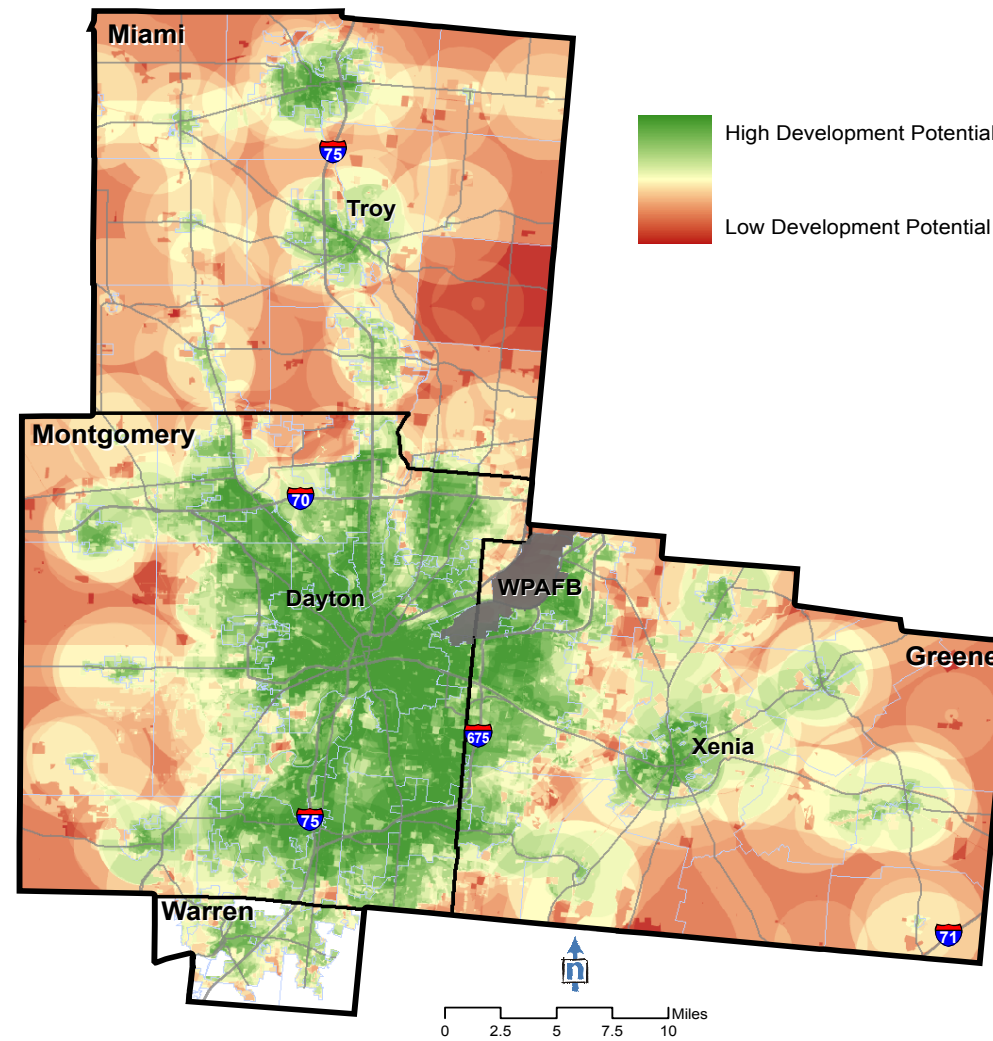 Miami
High Development Potential
75
Troy
Low Development Potential
Montgomery
70
WPAFB
Dayton
Greene
675
Xenia
75
Warren
71
n
Miles
0 2.5 5 7.5 10